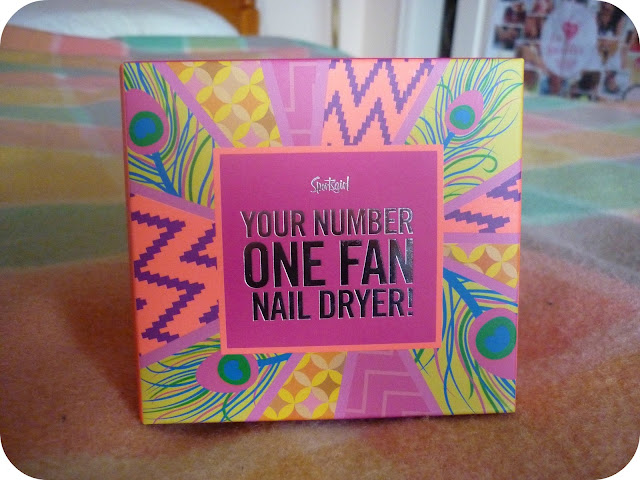 Sportsgirl
YOUR NUMBER
ONE FAN
NAIL DRYER!